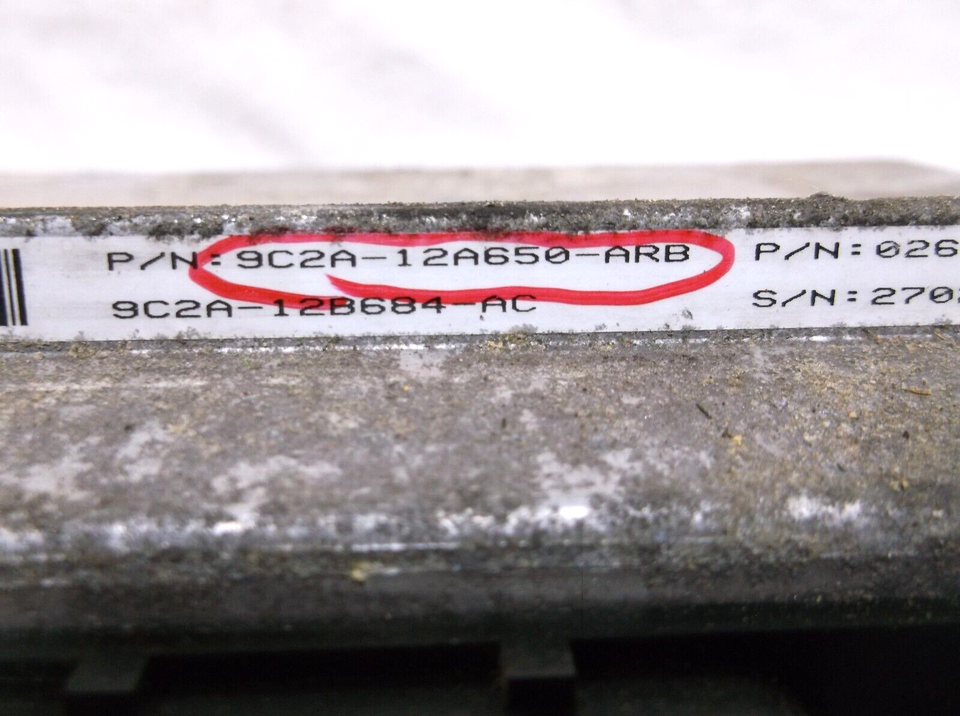 P/N: 9C2A-12A650-ARB P/N: 026
9C2A-12B684-AC S/N: 270